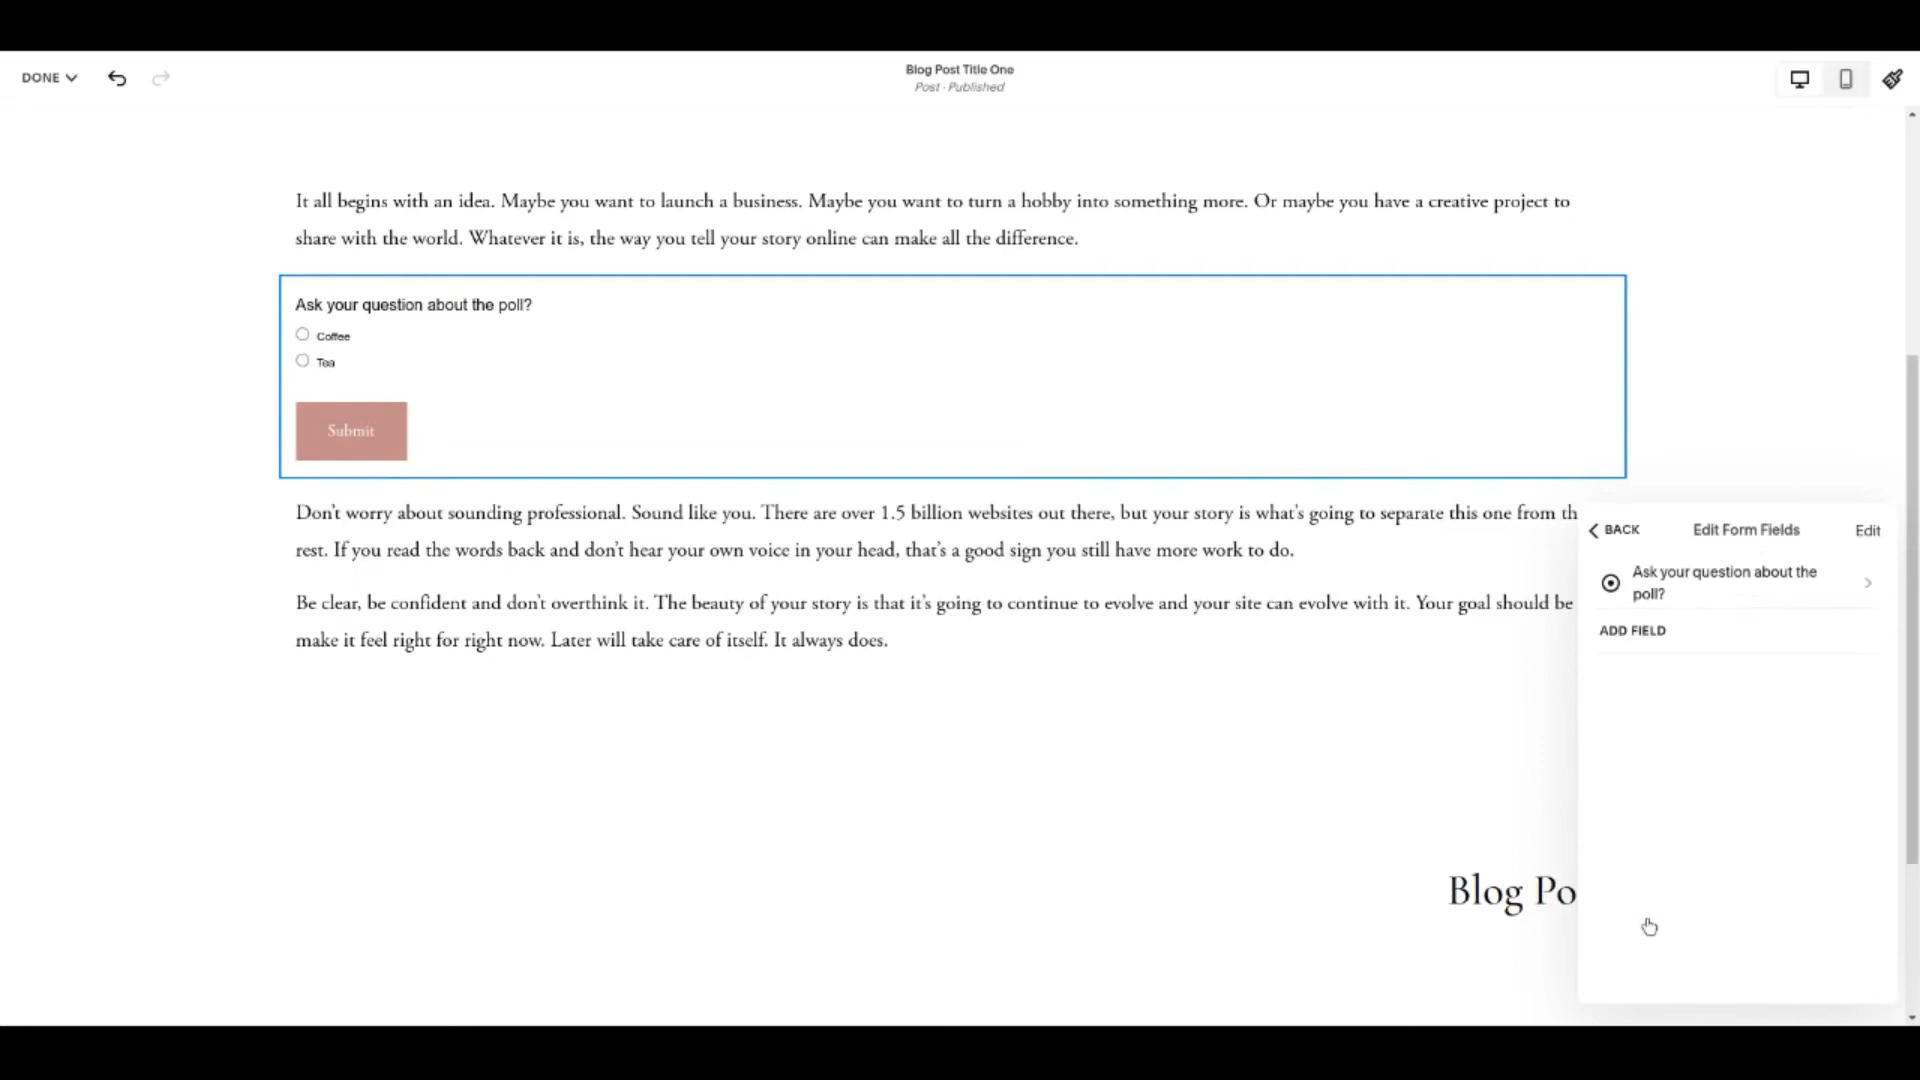 DONE
Blog Post Title One
Post · Published
It all begins with an idea. Maybe you want to launch a business. Maybe you want to turn a hobby into something more. Or maybe you have a creative project to
share with the world. Whatever it is, the way you tell your story online can make all the difference.
Ask your question about the poll?
Coffee
Tea
Submit
Don't worry about sounding professional. Sound like you. There are over 1.5 billion websites out there, but your story is what's going to separate this one from th
rest. If you read the words back and don't hear your own voice in your head, that's a good sign you still have more work to do.
Be clear, be confident and don't overthink it. The beauty of your story is that it's going to continue to evolve and your site can evolve with it. Your goal should be
make it feel right for right now. Later will take care of itself. It always does.
BACK
Edit Form Fields
Edit
Ask your question about the
poll?
ADD FIELD
Blog Po